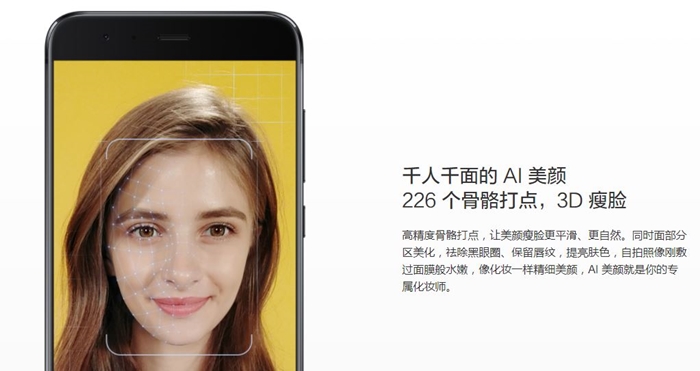 千人千面的 AI 美颜
226 个骨骼打点，3D 瘦脸
高精度骨骼打点，让美颜瘦脸更平滑、更自然。同时面部分
区美化，祛除黑眼圈、保留唇纹，提亮肤色，自拍照像刚敷
过面膜般水嫩，像化妆一样精细美颜，AI 美颜就是你的专
属化妆师。